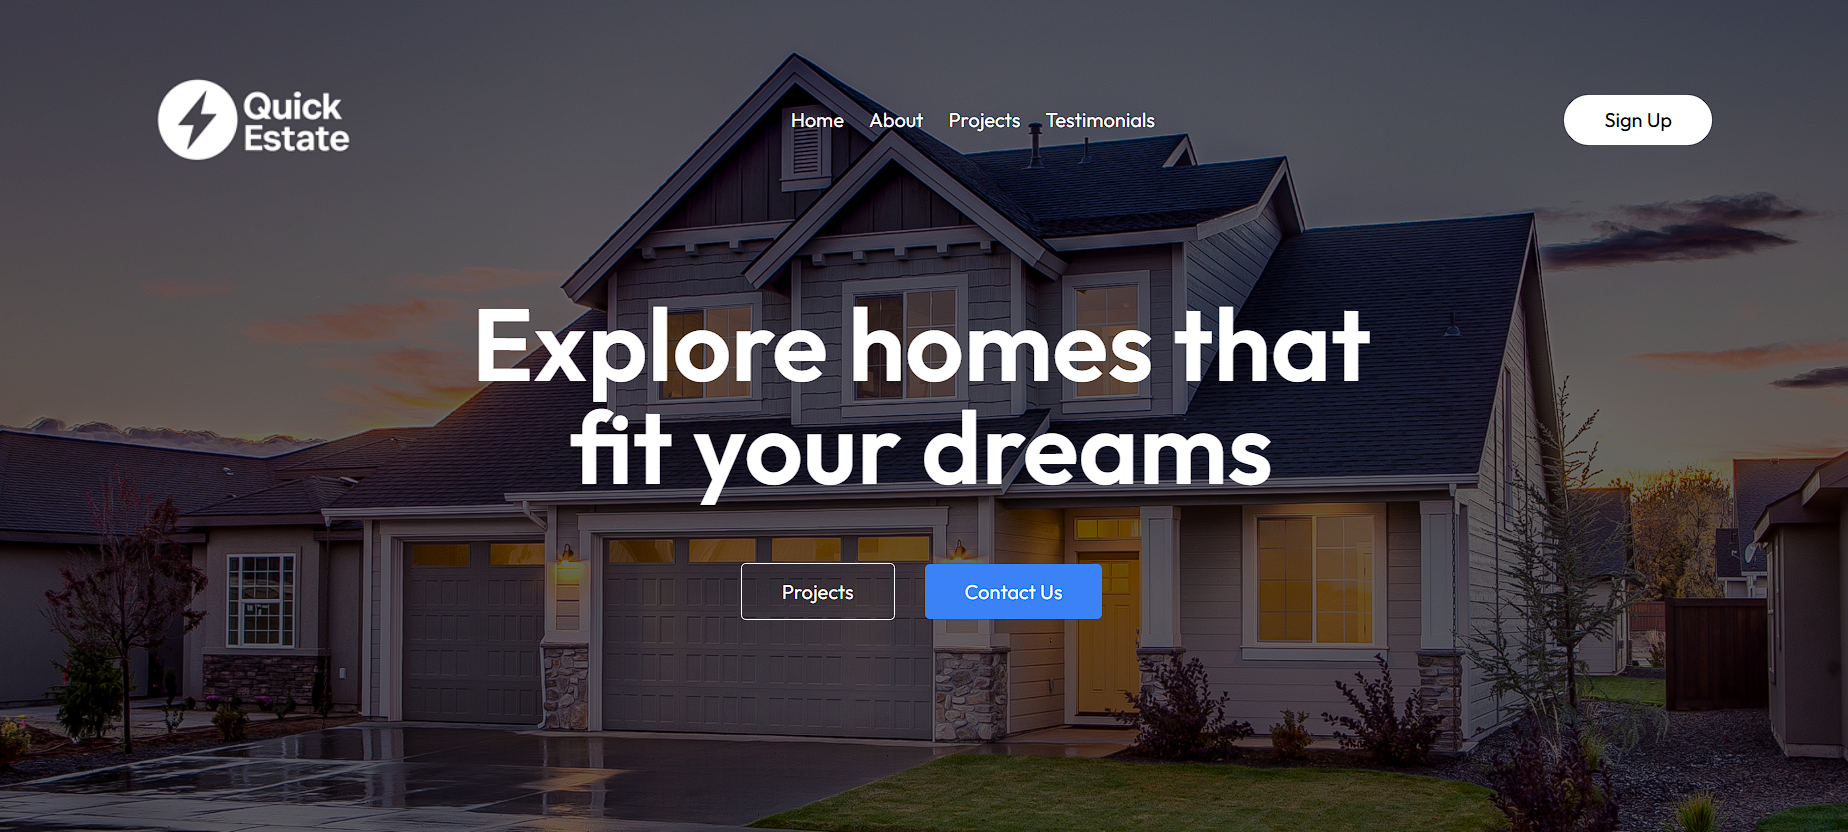 Quick
Estate
Home About Projects Testimonials
Sign Up
Explore homes that
fit your dreams
Projects Contact Us